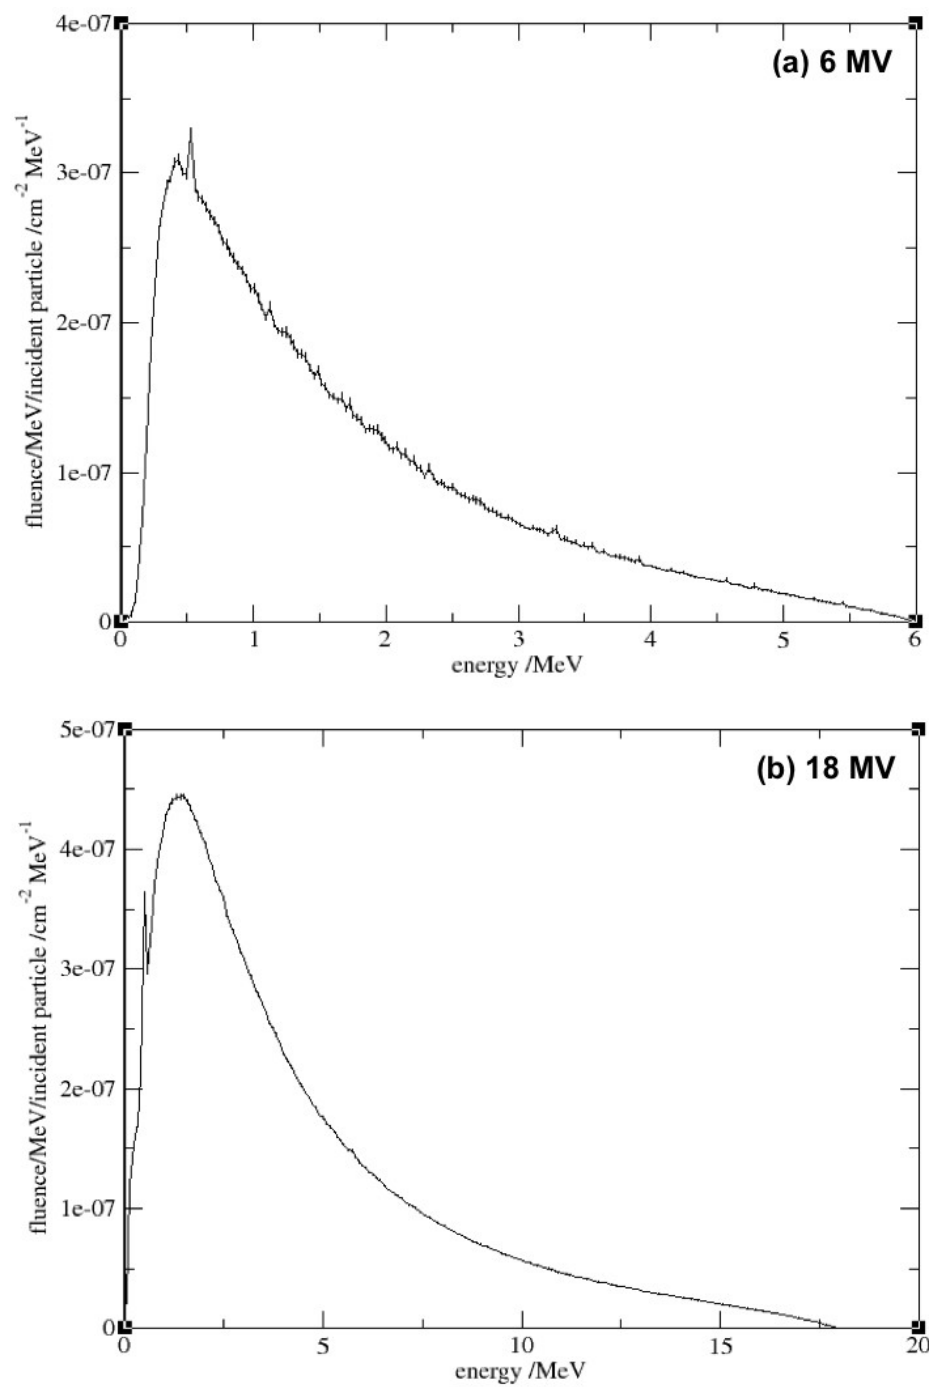 4e-07
(a) 6 MV
3e-07
2e-07
1e-07
0
fluence/MeV/incident particle /cm-2 MeV-1
0 1 2 3 4 5 6
energy /MeV
5e-07
(b) 18 MV
4e-07
3e-07
2e-07
1e-07
0
fluence/MeV/incident particle /cm-2 MeV-1
0 5 10 15 20
energy /MeV